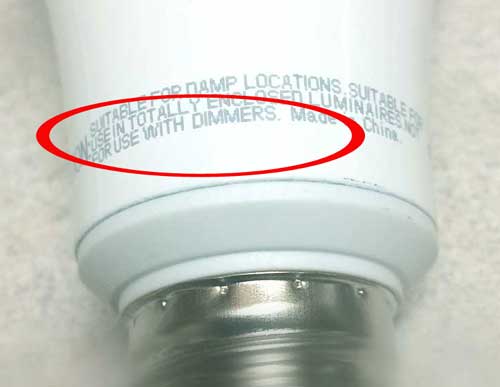 SUITABLE FOR DAMP LOCATIONS. SUITABLE FOR
USE IN TOTALLY ENCLOSED LUMINAIRES. NOT
FOR USE WITH DIMMERS. Made in China.